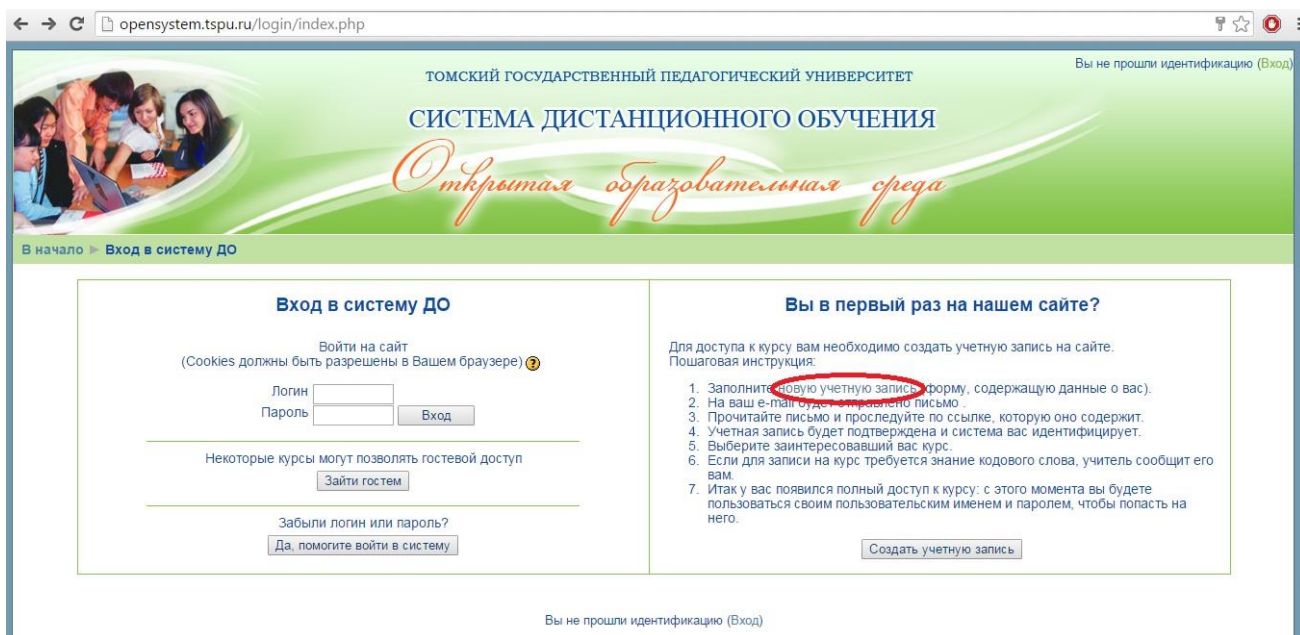 opensystem.tspu.ru/login/index.php
Вы не прошли идентификацию (Вход)
ТОМСКИЙ ГОСУДАРСТВЕННЫЙ ПЕДАГОГИЧЕСКИЙ УНИВЕРСИТЕТ
СИСТЕМА ДИСТАНЦИОННОГО ОБУЧЕНИЯ
Открытая образовательная среда
В начало ► Вход в систему ДО
Вход в систему ДО
Войти на сайт
(Cookies должны быть разрешены в Вашем браузере) ?
Логин
Пароль Вход
Некоторые курсы могут позволять гостевой доступ
Зайти гостем
Забыли логин или пароль?
Да, помогите войти в систему
Вы в первый раз на нашем сайте?
Для доступа к курсу вам необходимо создать учетную запись на сайте.
Пошаговая инструкция:
1. Заполните новую учетную запись (форму, содержащую данные о вас).
2. На ваш e-mail будет отправлено письмо .
3. Прочитайте письмо и проследуйте по ссылке, которую оно содержит.
4. Учетная запись будет подтверждена и система вас идентифицирует.
5. Выберите заинтересовавший вас курс.
6. Если для записи на курс требуется знание кодового слова, учитель сообщит его
вам.
7. Итак у вас появился полный доступ к курсу: с этого момента вы будете
пользоваться своим пользовательским именем и паролем, чтобы попасть на
него.
Создать учетную запись
Вы не прошли идентификацию (Вход)